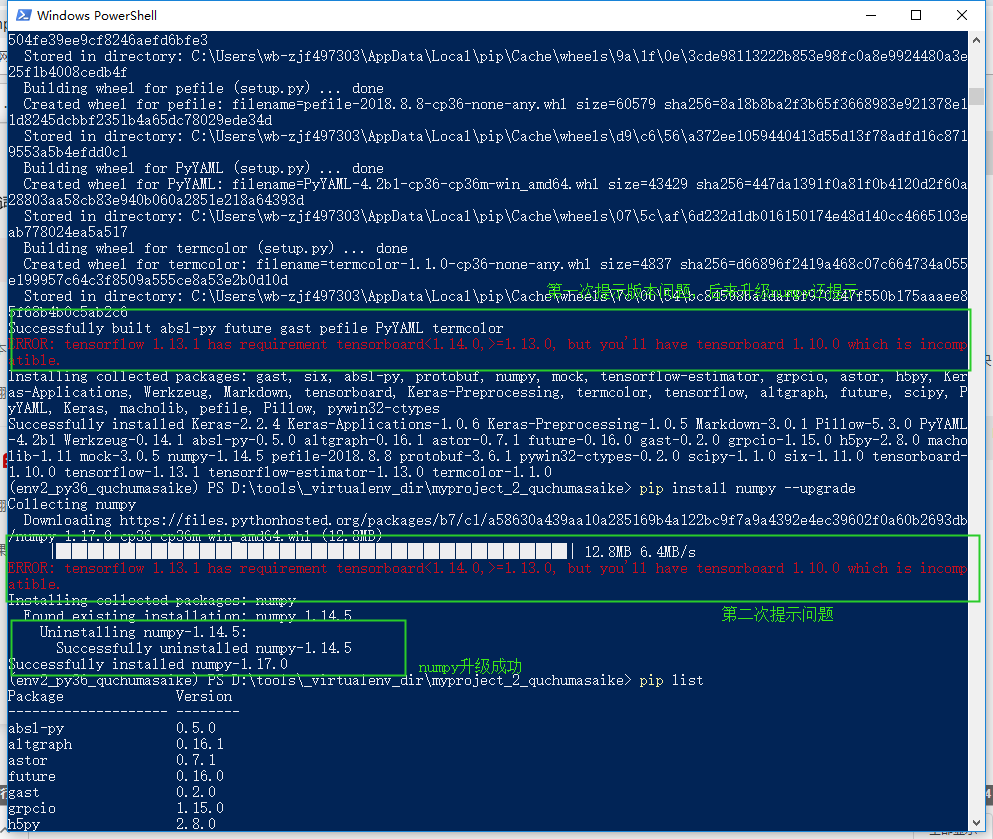 Windows PowerShell
504fe39ee9cf8246aefd6bfe3
Stored in directory: C:\Users\wb-zjf497303\AppData\Local\pip\Cache\wheels\9a\1f\0e\3cde98113222b853e98fc0a8e9924480a3e
25f1b4008cedb4f
Building wheel for pefile (setup.py) ... done
Created wheel for pefile: filename=pefile-2018.8.8-cp36-none-any.whl size=60579 sha256=8a18b8ba2f3b65f3668983e921378e1
1d8245dcbbf2351b4a65dc78029ede34d
Stored in directory: C:\Users\wb-zjf497303\AppData\Local\pip\Cache\wheels\d9\c6\56\a372ee1059440413d55d13f78adfd16c871
9553a5b4efdd0c1
Building wheel for PyYAML (setup.py) ... done
Created wheel for PyYAML: filename=PyYAML-4.2b1-cp36-cp36m-win_amd64.whl size=43429 sha256=447da1391f0a81f0b4120d2f60a
28803aa58cb83e940b060a2851e218a64393d
Stored in directory: C:\Users\wb-zjf497303\AppData\Local\pip\Cache\wheels\07\5c\af\6d232d1db016150174e48d140cc4665103e
ab778024ea5a517
Building wheel for termcolor (setup.py) ... done
Created wheel for termcolor: filename=termcolor-1.1.0-cp36-none-any.whl size=4837 sha256=d66896f2419a468c07c664734a055
e199957c64c3f8509a555ce8a53e2b0d10d
第一次提示版本问题，后来升级numpy还提示
Stored in directory: C:\Users\wb-zjf497303\AppData\Local\pip\Cache\wheels\7c\06\54\
5f68b4b0c5ab2c6
Successfully built absl-py future gast pefile PyYAML termcolor
ERROR: tensorflow 1.13.1 has requirement tensorboard<1.14.0,>=1.13.0, but you'll have tensorboard 1.10.0 which is incomp
atible.
Installing collected packages: gast, six, absl-py, protobuf, numpy, mock, tensorflow-estimator, grpcio, astor, h5py, Ker
as-Applications, Werkzeug, Markdown, tensorboard, Keras-Preprocessing, termcolor, tensorflow, altgraph, future, scipy, P
yYAML, Keras, macholib, pefile, Pillow, pywin32-ctypes
Successfully installed Keras-2.2.4 Keras-Applications-1.0.6 Keras-Preprocessing-1.0.5 Markdown-3.0.1 Pillow-5.3.0 PyYAML
-4.2b1 Werkzeug-0.14.1 absl-py-0.5.0 altgraph-0.16.1 astor-0.7.1 future-0.16.0 gast-0.2.0 grpcio-1.15.0 h5py-2.8.0 macho
lib-1.11 mock-3.0.5 numpy-1.14.5 pefile-2018.8.8 protobuf-3.6.1 pywin32-ctypes-0.2.0 scipy-1.1.0 six-1.11.0 tensorboard-
1.10.0 tensorflow-1.13.1 tensorflow-estimator-1.13.0 termcolor-1.1.0
(env2_py36_quchumasaike) PS D:\tools\_virtualenv_dir\myproject_2_quchumasaike> pip install numpy --upgrade
Collecting numpy
Downloading https://files.pythonhosted.org/packages/b7/c1/a58630a439aa10a285169b4a122bc9f7a9a4392e4ec39602f0a60b2693db
/numpy-1.17.0-cp36-cp36m-win_amd64.whl (12.8MB)
12.8MB 6.4MB/s
ERROR: tensorflow 1.13.1 has requirement tensorboard<1.14.0,>=1.13.0, but you'll have tensorboard 1.10.0 which is incomp
atible.
Installing collected packages: numpy
Found existing installation: numpy 1.14.5
第二次提示问题
Uninstalling numpy-1.14.5:
Successfully uninstalled numpy-1.14.5
Successfully installed numpy-1.17.0
numpy升级成功
(env2_py36_quchumasaike) PS D:\tools\_virtualenv_dir\myproject_2_quchumasaike> pip list
Package Version
-------------------- --------
absl-py 0.5.0
altgraph 0.16.1
astor 0.7.1
future 0.16.0
gast 0.2.0
grpcio 1.15.0
h5py 2.8.0